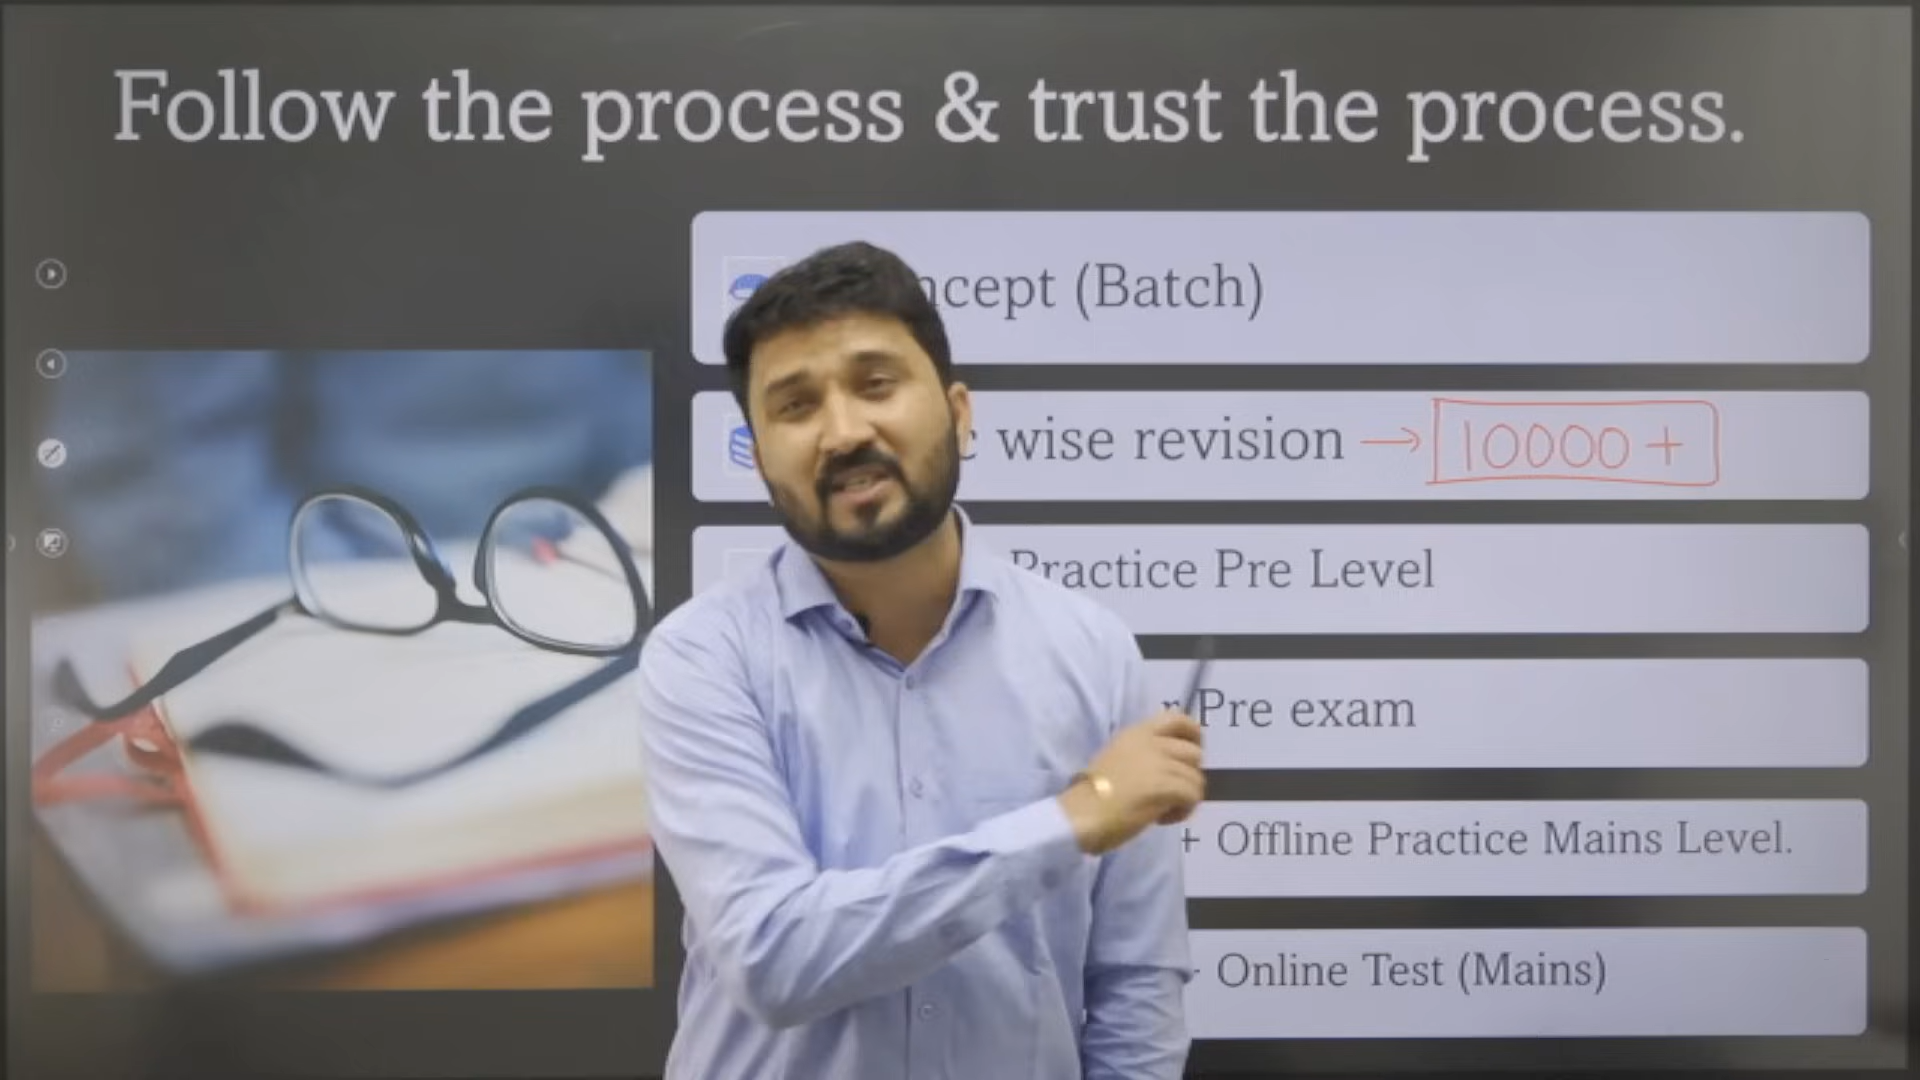 Follow the process & trust the process.
(Batch)
wise revision → 10000+
Practice Pre Level
Pre exam
+ Offline Practice Mains Level.
Online Test (Mains)